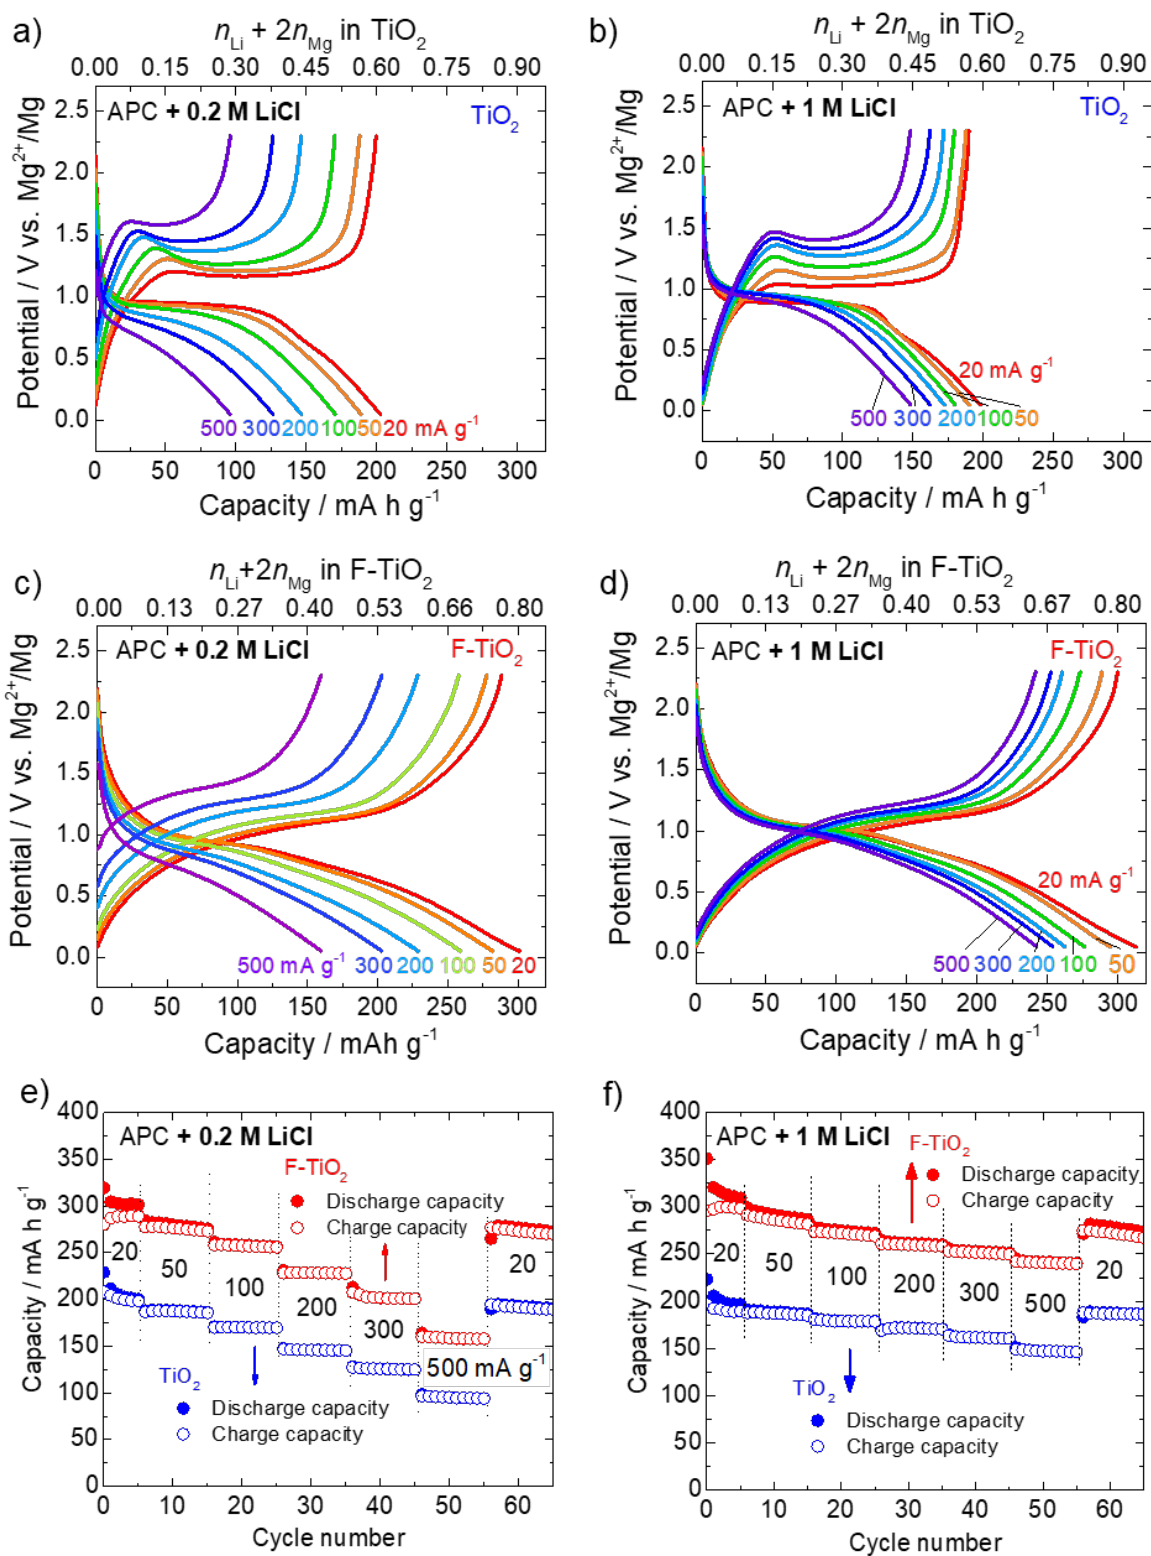 a)
n_Li + 2n_Mg in TiO₂
0.00 0.15 0.30 0.45 0.60 0.75 0.90
APC + 0.2 M LiCl
TiO₂
Potential / V vs. Mg²⁺/Mg
2.5
2.0
1.5
1.0
0.5
0.0
500 300 200 100 50 20 mA g⁻¹
0 50 100 150 200 250 300
Capacity / mA h g⁻¹
b)
n_Li + 2n_Mg in TiO₂
0.00 0.15 0.30 0.45 0.60 0.75 0.90
APC + 1 M LiCl
TiO₂
Potential / V vs. Mg²⁺/Mg
2.5
2.0
1.5
1.0
0.5
0.0
20 mA g⁻¹
500 300 200 100 50
0 50 100 150 200 250 300
Capacity / mA h g⁻¹
c)
n_Li+2n_Mg in F-TiO₂
0.00 0.13 0.27 0.40 0.53 0.66 0.80
APC + 0.2 M LiCl
F-TiO₂
Potential / V vs. Mg²⁺/Mg
2.5
2.0
1.5
1.0
0.5
0.0
500 mA g⁻¹ 300 200 100 50 20
0 50 100 150 200 250 300
Capacity / mAh g⁻¹
d)
n_Li + 2n_Mg in F-TiO₂
0.00 0.13 0.27 0.40 0.53 0.67 0.80
APC + 1 M LiCl
F-TiO₂
Potential / V vs. Mg²⁺/Mg
2.5
2.0
1.5
1.0
0.5
0.0
20 mA g⁻¹
500 300 200 100 50
0 50 100 150 200 250 300
Capacity / mA h g⁻¹
e)
APC + 0.2 M LiCl
F-TiO₂
Discharge capacity
Charge capacity
Capacity / mA h g⁻¹
400
350
300
250
200
150
100
50
0
20
50
100
200
300
500 mA g⁻¹
20
TiO₂
Discharge capacity
Charge capacity
0 10 20 30 40 50 60
Cycle number
f)
APC + 1 M LiCl
F-TiO₂
Discharge capacity
Charge capacity
Capacity / mA h g⁻¹
400
350
300
250
200
150
100
50
0
20
50
100
200
300
500
20
TiO₂
Discharge capacity
Charge capacity
0 10 20 30 40 50 60
Cycle number